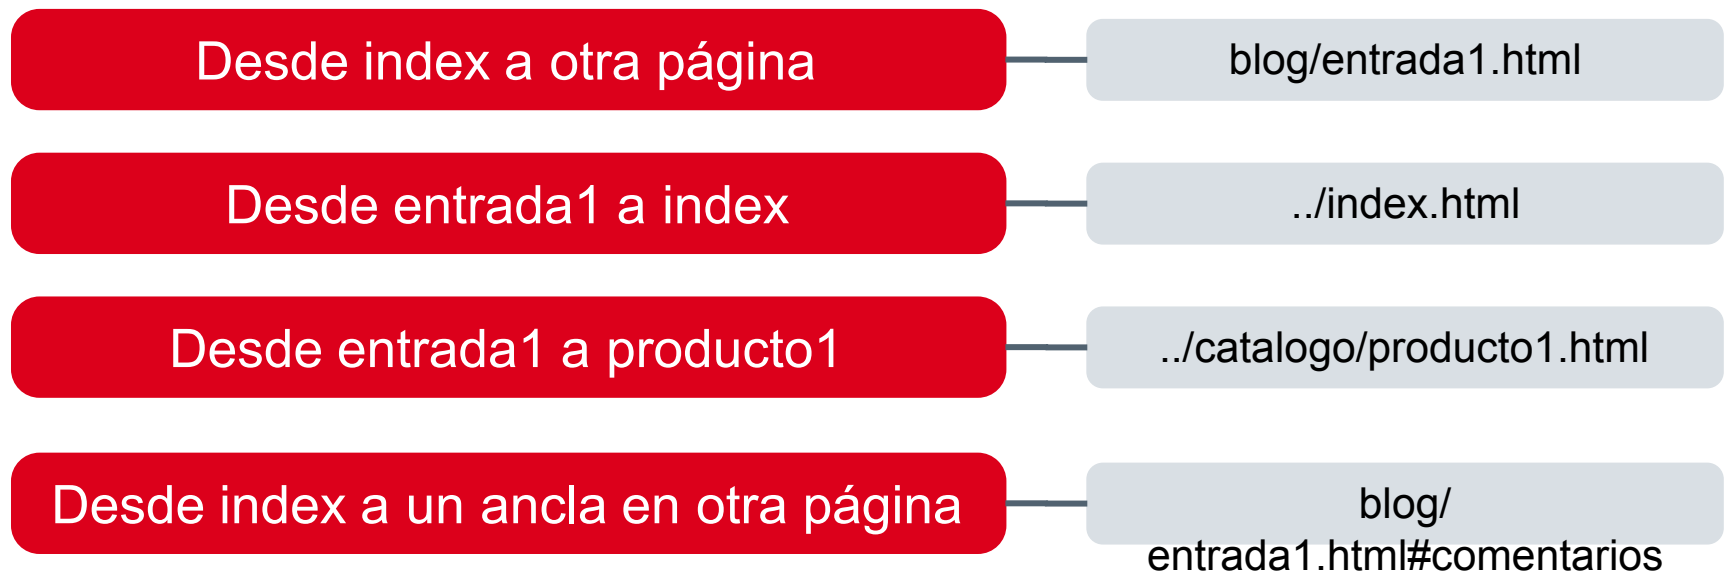 Desde index a otra página
blog/entrada1.html
Desde entrada1 a index
../index.html
Desde entrada1 a producto1
../catalogo/producto1.html
Desde index a un ancla en otra página
blog/
entrada1.html#comentarios